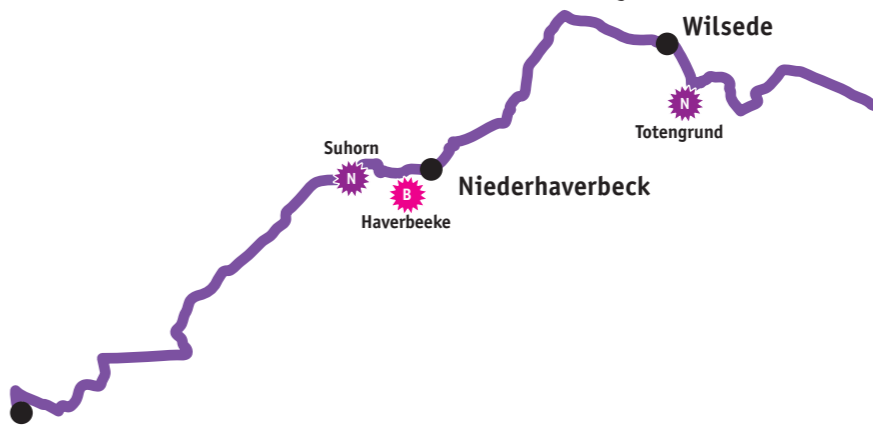 Wilsede
N
Totengrund
Suhorn
N
Niederhaverbeck
B
Haverbeeke